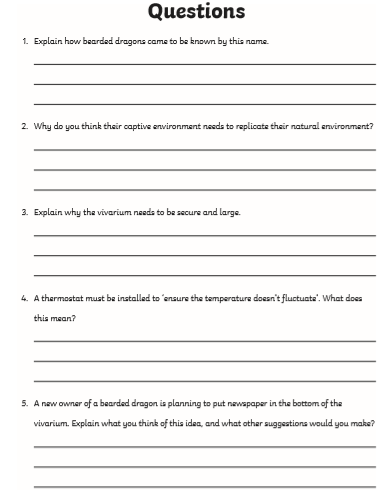 Questions
1. Explain how bearded dragons came to be known by this name.
2. Why do you think their captive environment needs to replicate their natural environment?
3. Explain why the vivarium needs to be secure and large.
4. A thermostat must be installed to 'ensure the temperature doesn't fluctuate'. What does
this mean?
5. A new owner of a bearded dragon is planning to put newspaper in the bottom of the
vivarium. Explain what you think of this idea, and what other suggestions would you make?